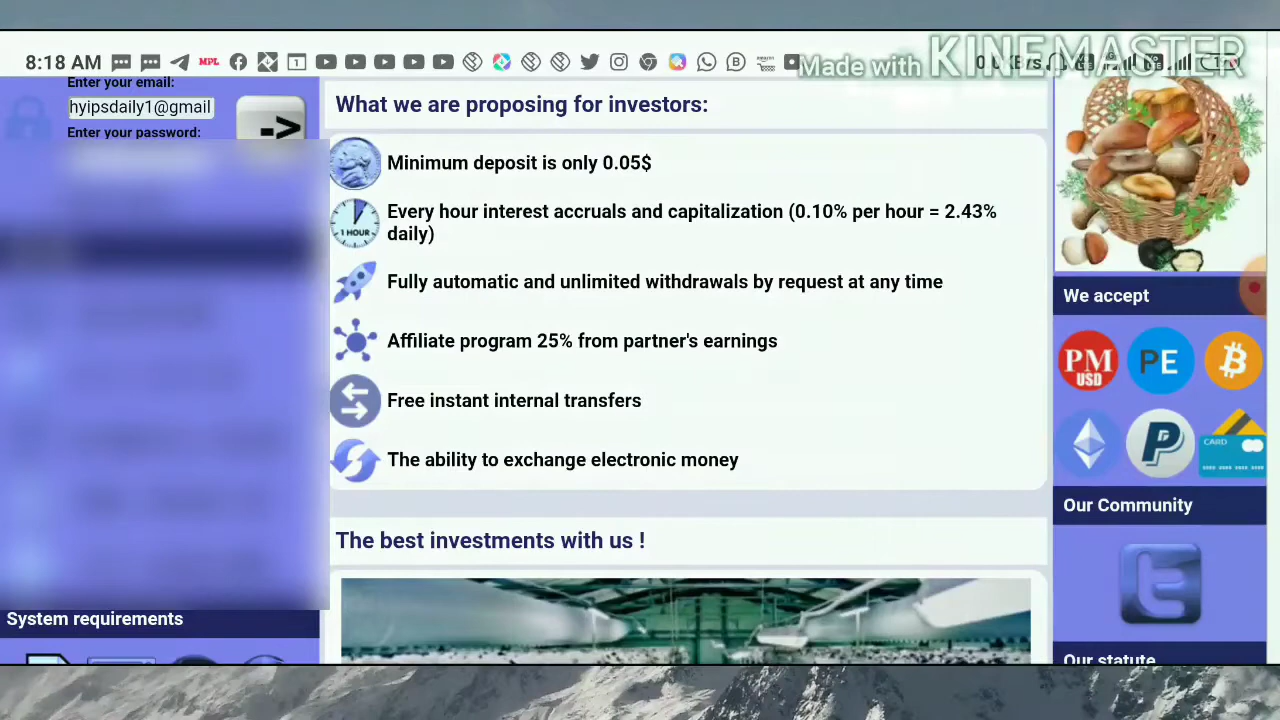 8:18 AM
MPL
Made with KINEMASTER
Enter your email:
hyipsdaily1@gmail
Enter your password:
->
What we are proposing for investors:
Minimum deposit is only 0.05$
1 HOUR
Every hour interest accruals and capitalization (0.10% per hour = 2.43%
daily)
Fully automatic and unlimited withdrawals by request at any time
Affiliate program 25% from partner's earnings
Free instant internal transfers
The ability to exchange electronic money
The best investments with us !
System requirements
We accept
PM
USD
PE
CARD
Our Community
Our statute